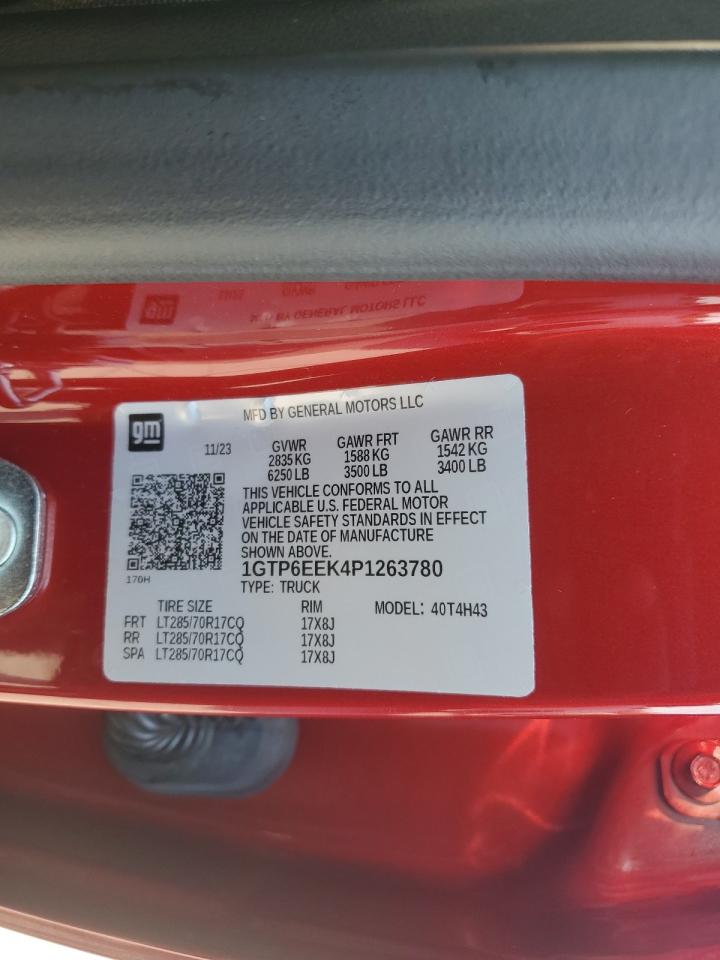 MFD BY GENERAL MOTORS LLC
gm
11/23
GVWR GAWR FRT GAWR RR
2835 KG 1588 KG 1542 KG
6250 LB 3500 LB 3400 LB
THIS VEHICLE CONFORMS TO ALL
APPLICABLE U.S. FEDERAL MOTOR
VEHICLE SAFETY STANDARDS IN EFFECT
ON THE DATE OF MANUFACTURE
SHOWN ABOVE.
170H
1GTP6EEK4P1263780
TYPE: TRUCK
TIRE SIZE RIM MODEL: 40T4H43
FRT LT285/70R17CQ 17X8J
RR LT285/70R17CQ 17X8J
SPA LT285/70R17CQ 17X8J